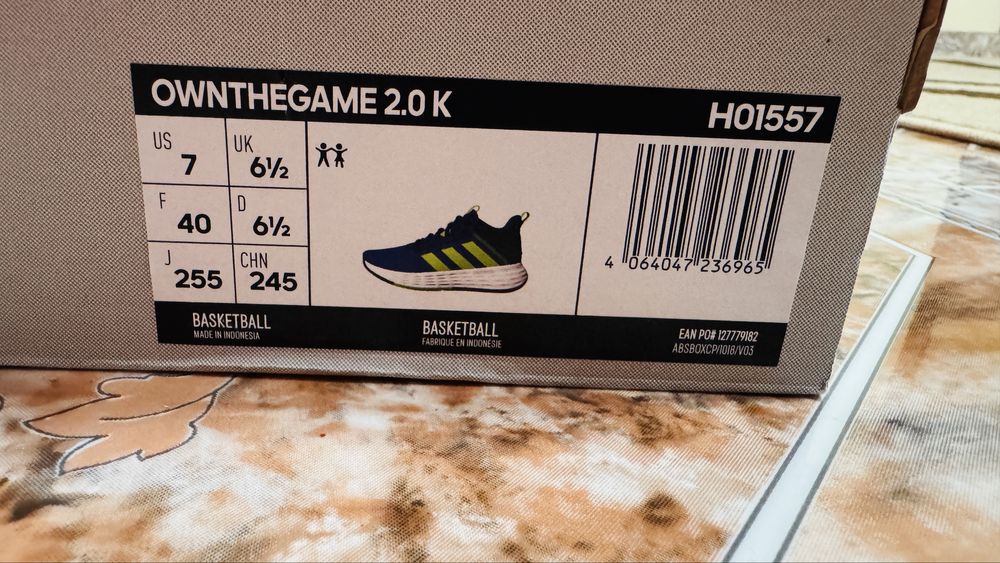 OWNTHEGAME 2.0 K
H01557
US 7
UK 6½
F 40
D 6½
J 255
CHN 245
4 064047 236965
BASKETBALL
MADE IN INDONESIA
BASKETBALL
FABRIQUE EN INDONÉSIE
EAN PO# 127779182
ABSBOXCP/1018/V03